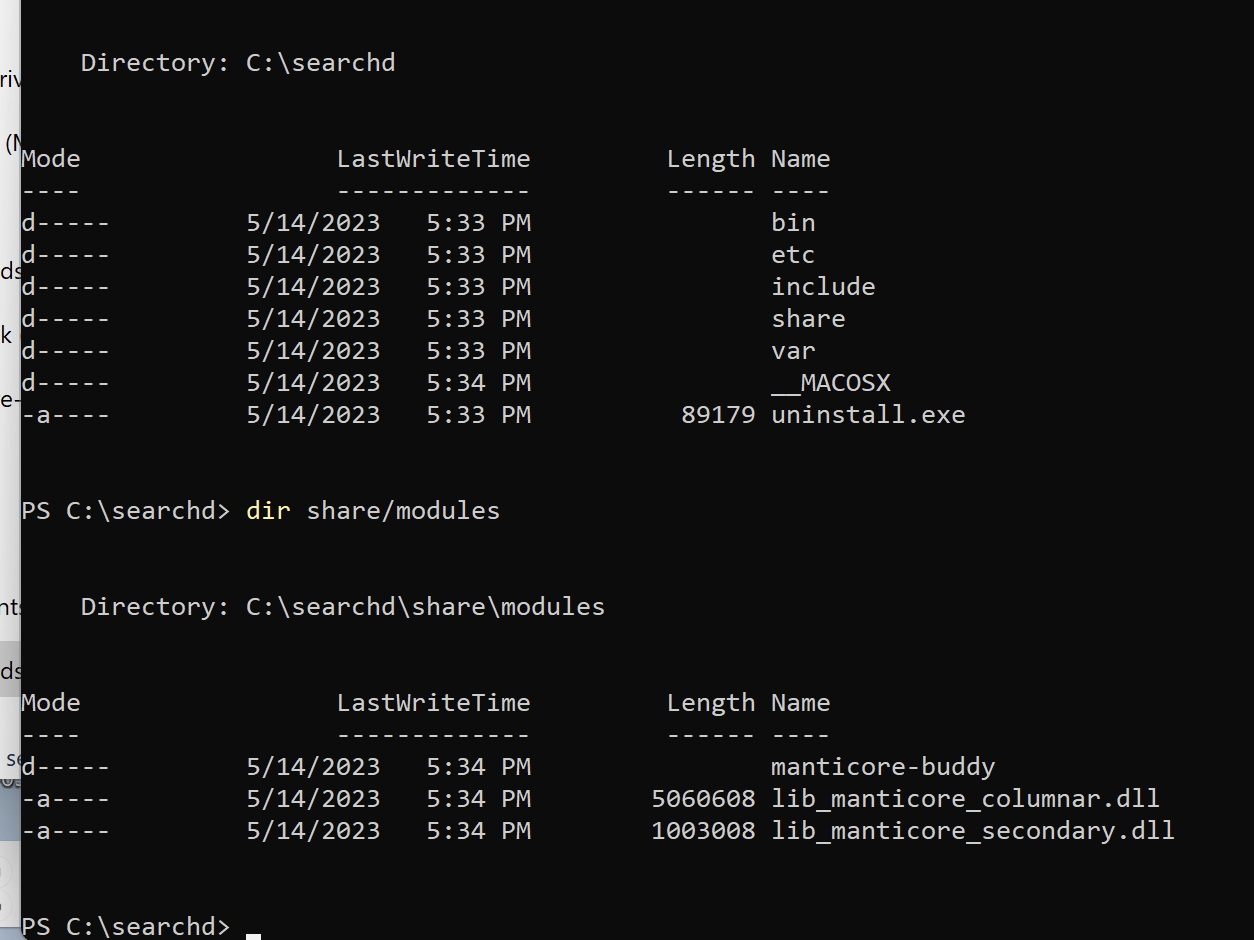 Directory: C:\searchd
Mode                 LastWriteTime         Length Name
----                 -------------         ------ ----
d-----         5/14/2023   5:33 PM                bin
d-----         5/14/2023   5:33 PM                etc
d-----         5/14/2023   5:33 PM                include
d-----         5/14/2023   5:33 PM                share
d-----         5/14/2023   5:33 PM                var
d-----         5/14/2023   5:34 PM                __MACOSX
-a----         5/14/2023   5:33 PM          89179 uninstall.exe
PS C:\searchd> dir share/modules
    Directory: C:\searchd\share\modules
Mode                 LastWriteTime         Length Name
----                 -------------         ------ ----
d-----         5/14/2023   5:34 PM                manticore-buddy
-a----         5/14/2023   5:34 PM        5060608 lib_manticore_columnar.dll
-a----         5/14/2023   5:34 PM        1003008 lib_manticore_secondary.dll
PS C:\searchd>